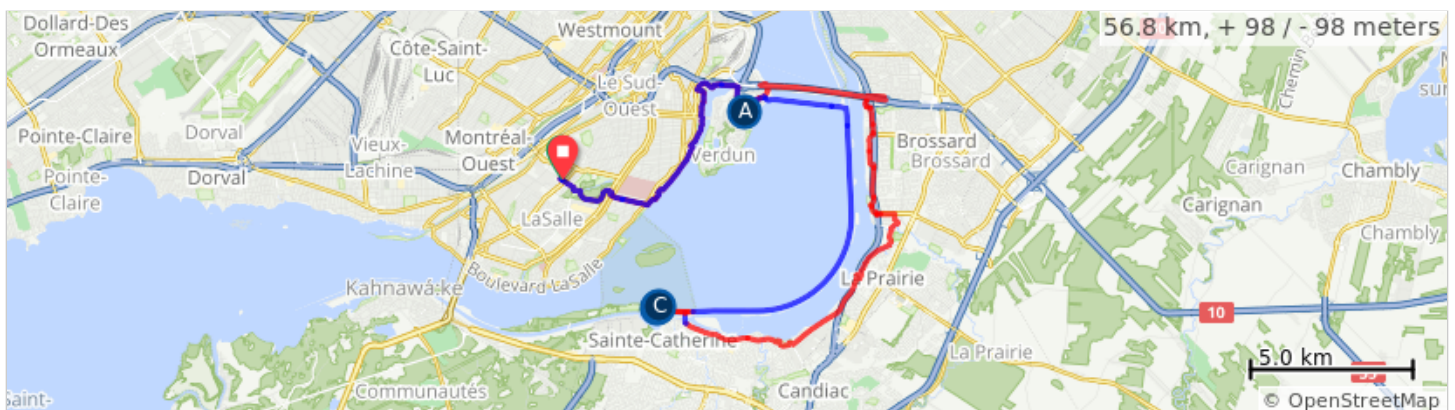 Dollard-Des
Ormeaux
Westmount
56.8 km, + 98 / - 98 meters
Côte-Saint-
Luc
Le Sud-
Ouest
A
Pointe-Claire
Dorval
Montréal-
Ouest
Vieux-
Lachine
Verdun
Brossard
Brossard
Carignan
Chambly
Pointe-
Claire
Dorval
LaSalle
Carignan
Chambly
Boulevard LaSalle
La Prairie
Kahnawá:ke
C
10
Sainte-Catherine
La Prairie
5.0 km
Communautés
Candiac
Saint-
© OpenStreetMap